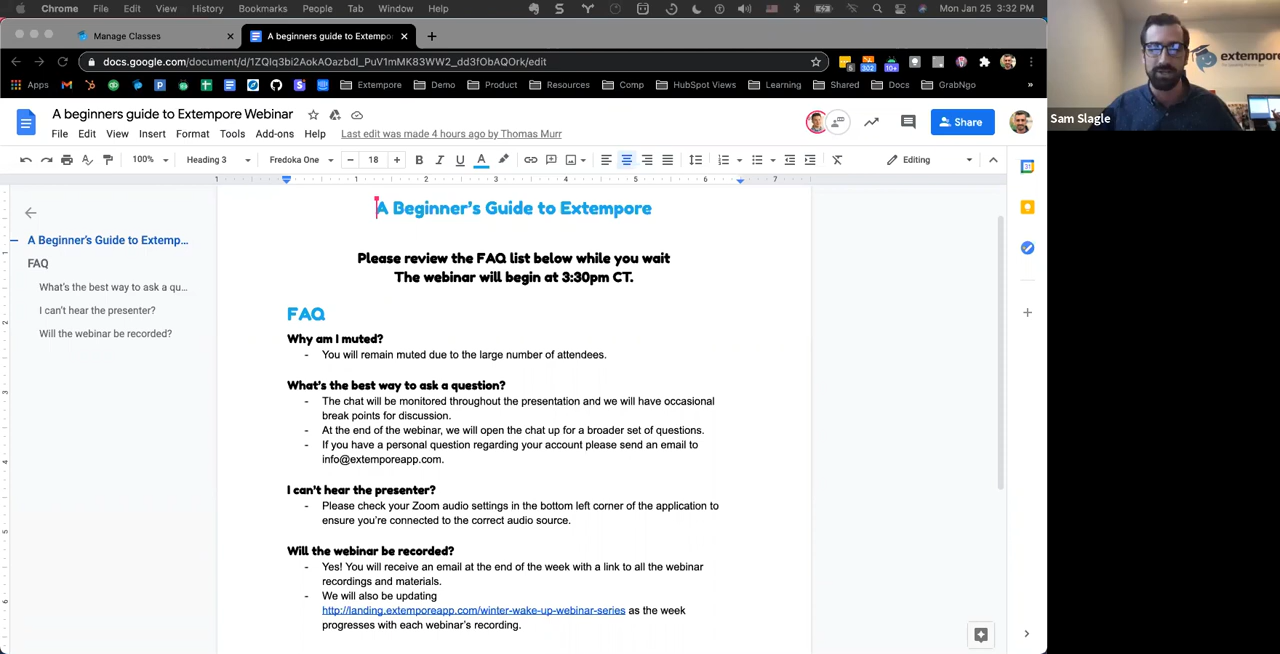 Chrome File Edit View History Bookmarks People Tab Window Help Mon Jan 25 3:32 PM
Manage Classes A beginners guide to Extempo
docs.google.com/document/d/1ZQIq3bi2AokAOazbdl_PuV1mMK83WW2_dd3fObAQOrk/edit
Apps Extempore Demo Product Resources Comp HubSpot Views Learning Shared Docs GrabNgo
extempore
Sam Slagle
A beginners guide to Extempore Webinar
File Edit View Insert Format Tools Add-ons Help Last edit was made 4 hours ago by Thomas Murr
Share
100% Heading 3 Fredoka One 18 Editing
1 1 2 3 4 5 6 7
A Beginner's Guide to Extemp...
FAQ
What's the best way to ask a qu...
I can't hear the presenter?
Will the webinar be recorded?
A Beginner's Guide to Extempore
Please review the FAQ list below while you wait
The webinar will begin at 3:30pm CT.
FAQ
Why am I muted?
- You will remain muted due to the large number of attendees.
What's the best way to ask a question?
- The chat will be monitored throughout the presentation and we will have occasional
break points for discussion.
- At the end of the webinar, we will open the chat up for a broader set of questions.
- If you have a personal question regarding your account please send an email to
info@extemporeapp.com.
I can't hear the presenter?
- Please check your Zoom audio settings in the bottom left corner of the application to
ensure you're connected to the correct audio source.
Will the webinar be recorded?
- Yes! You will receive an email at the end of the week with a link to all the webinar
recordings and materials.
- We will also be updating
http://landing.extemporeapp.com/winter-wake-up-webinar-series as the week
progresses with each webinar's recording.